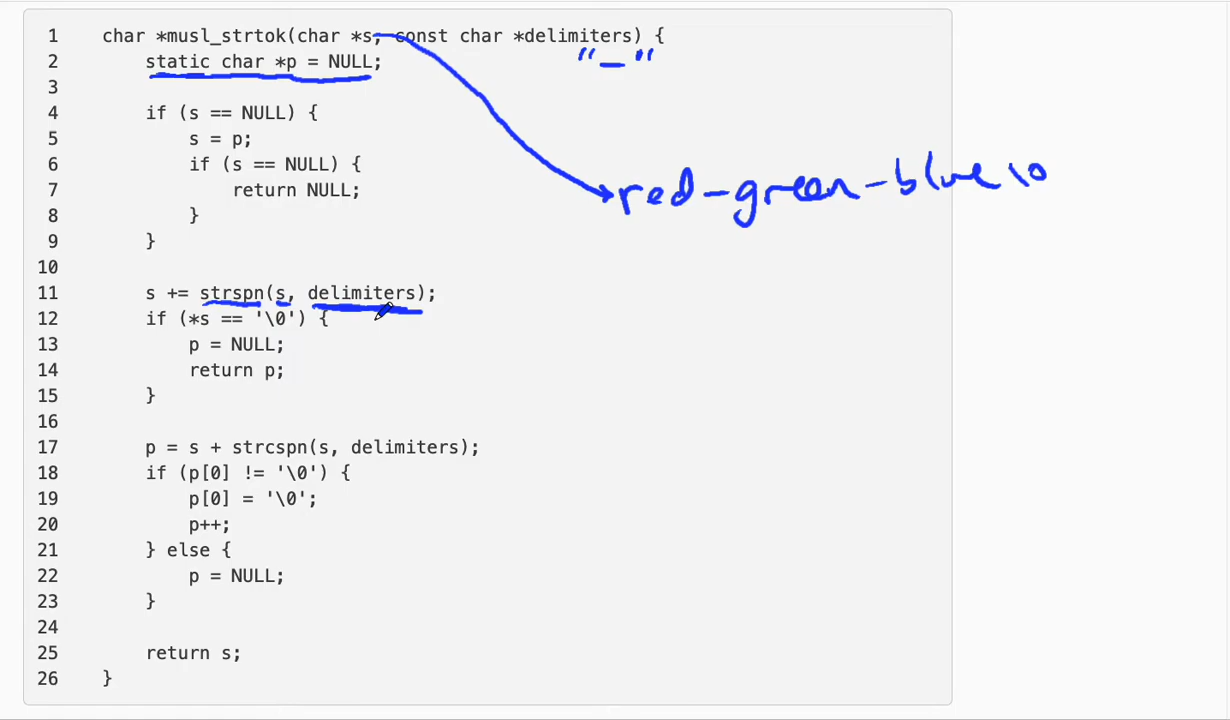 1 char *musl_strtok(char *s, const char *delimiters) {
"-"
2 static char *p = NULL;
3
4 if (s == NULL) {
5 s = p;
6 if (s == NULL) {
7 return NULL;
red-green-blue\0
8 }
9 }
10
11 s += strspn(s, delimiters);
12 if (*s == '\0') {
13 p = NULL;
14 return p;
15 }
16
17 p = s + strcspn(s, delimiters);
18 if (p[0] != '\0') {
19 p[0] = '\0';
20 p++;
21 } else {
22 p = NULL;
23 }
24
25 return s;
26 }